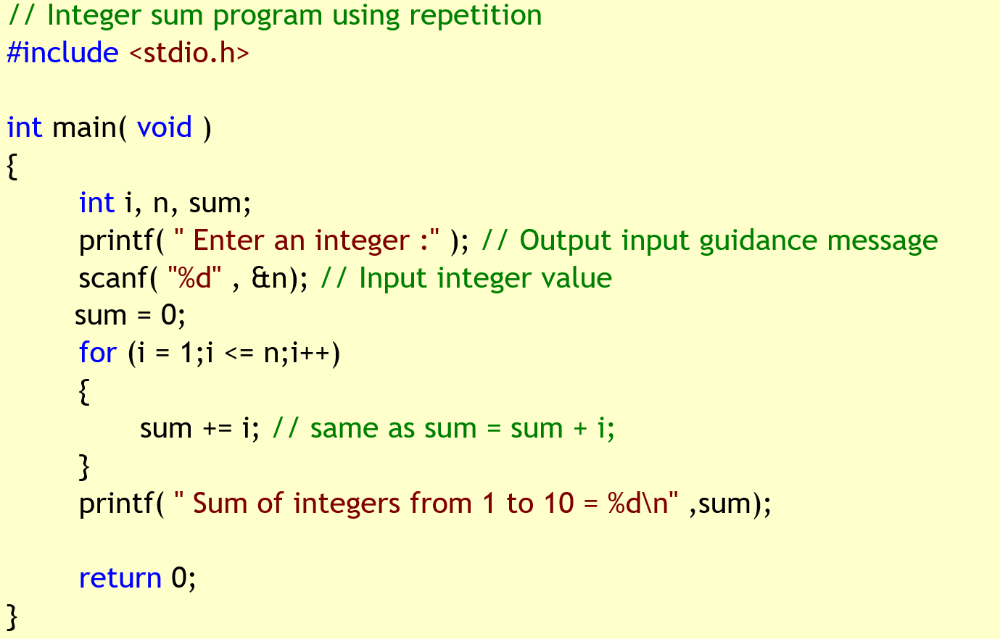 // Integer sum program using repetition
#include <stdio.h>
int main( void )
{
int i, n, sum;
printf( " Enter an integer :" ); // Output input guidance message
scanf( "%d" , &n); // Input integer value
sum = 0;
for (i = 1;i <= n;i++)
{
sum += i; // same as sum = sum + i;
}
printf( " Sum of integers from 1 to 10 = %d\n" ,sum);
return 0;
}